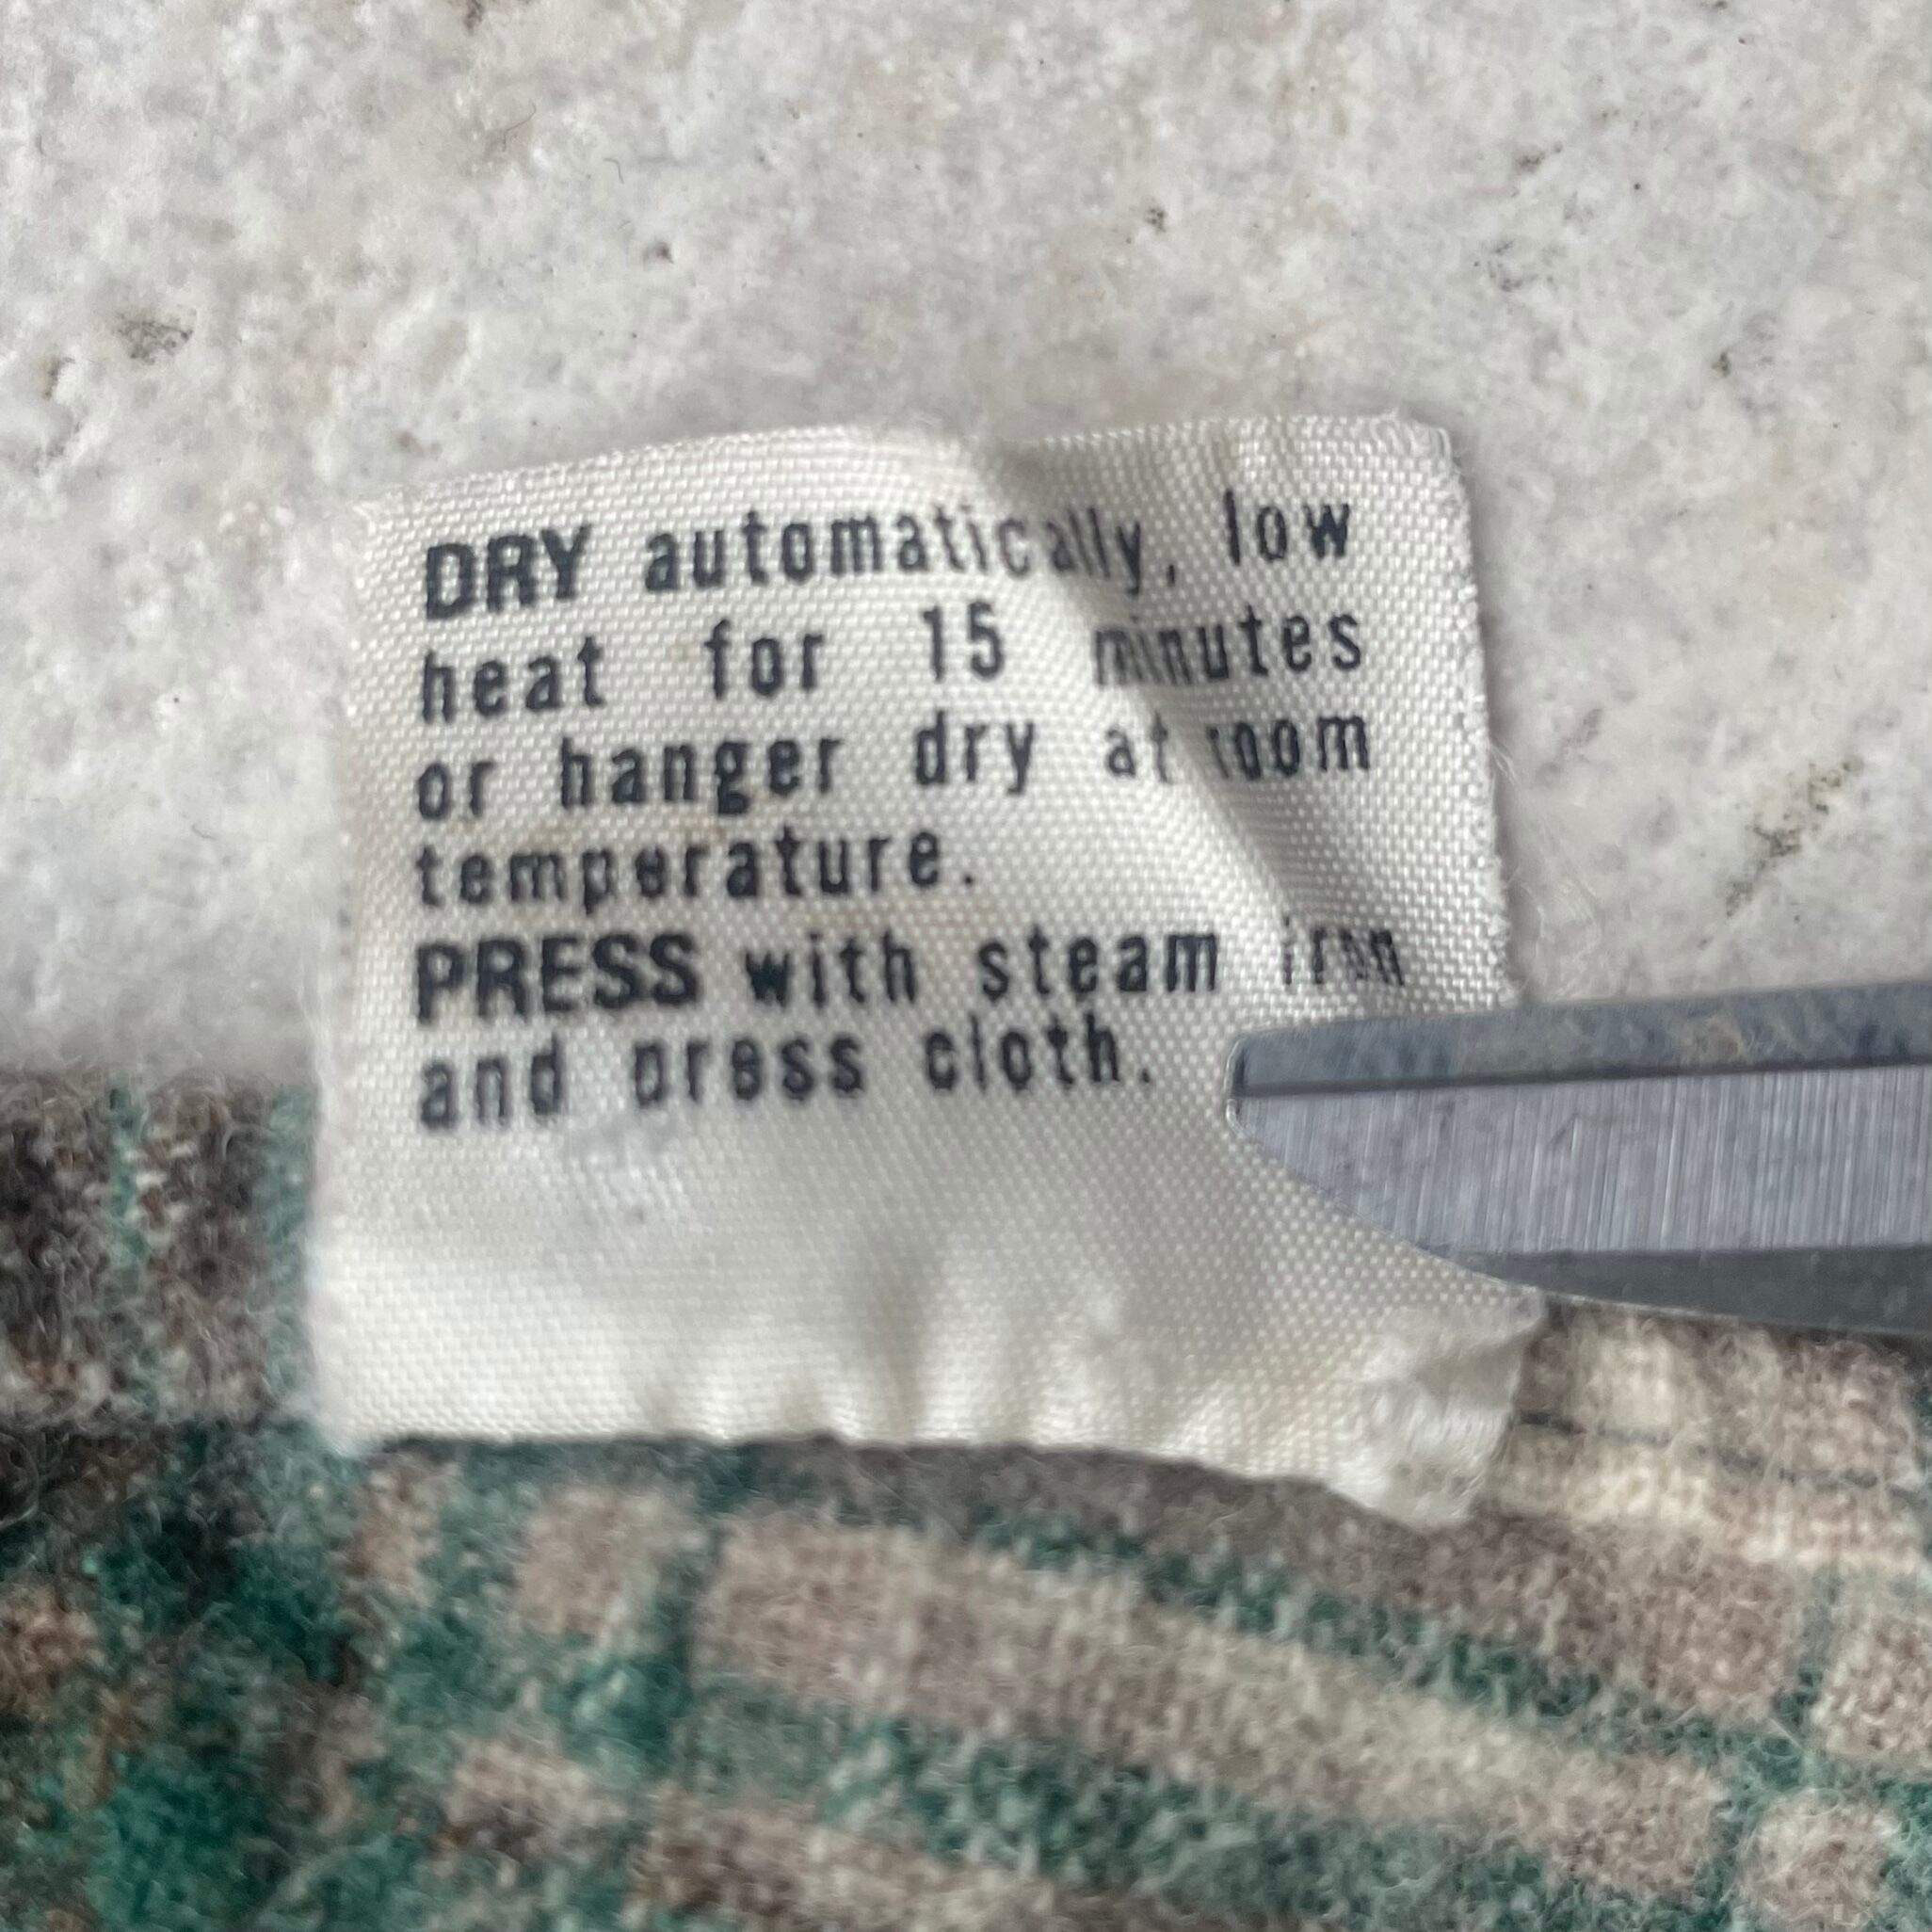 DRY automatically, low
heat for 15 minutes
or hanger dry at room
temperature.
PRESS with steam iron
and press cloth.